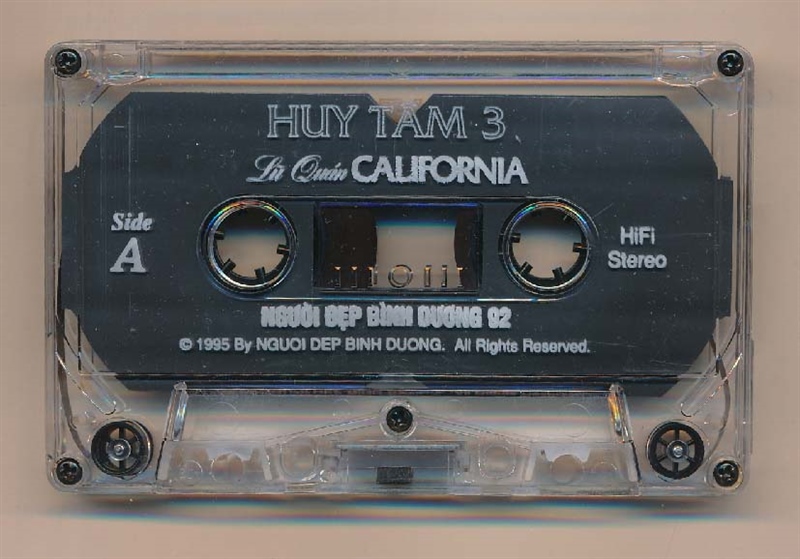 HUY TÂM 3
Lữ Quán CALIFORNIA
Side
A
HiFi
Stereo
NGƯỜI ĐẸP BÌNH DƯƠNG 92
© 1995 By NGUOI DEP BINH DUONG. All Rights Reserved.